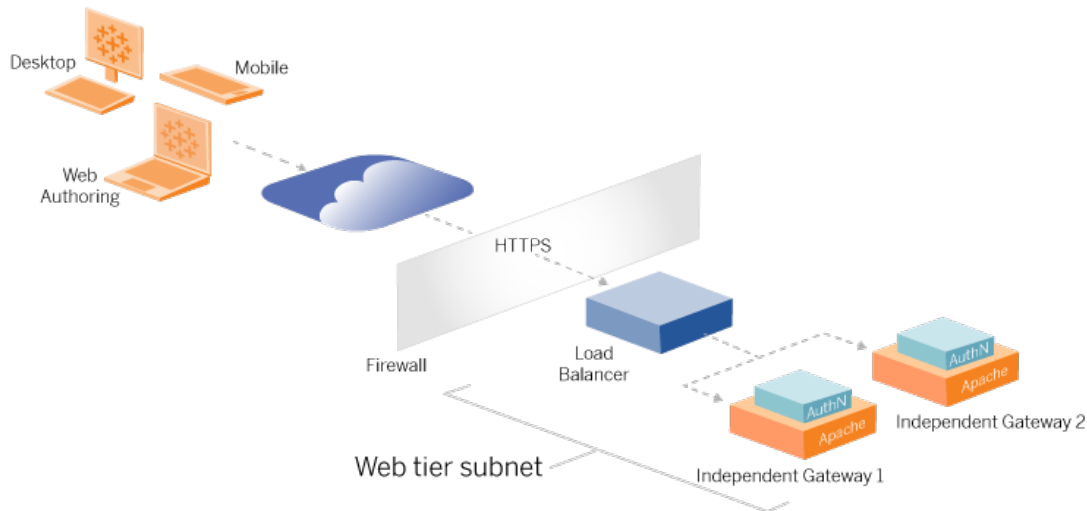 Desktop
Mobile
Web
Authoring
HTTPS
Firewall
Load
Balancer
AuthN
Apache
Independent Gateway 2
AuthN
Apache
Independent Gateway 1
Web tier subnet